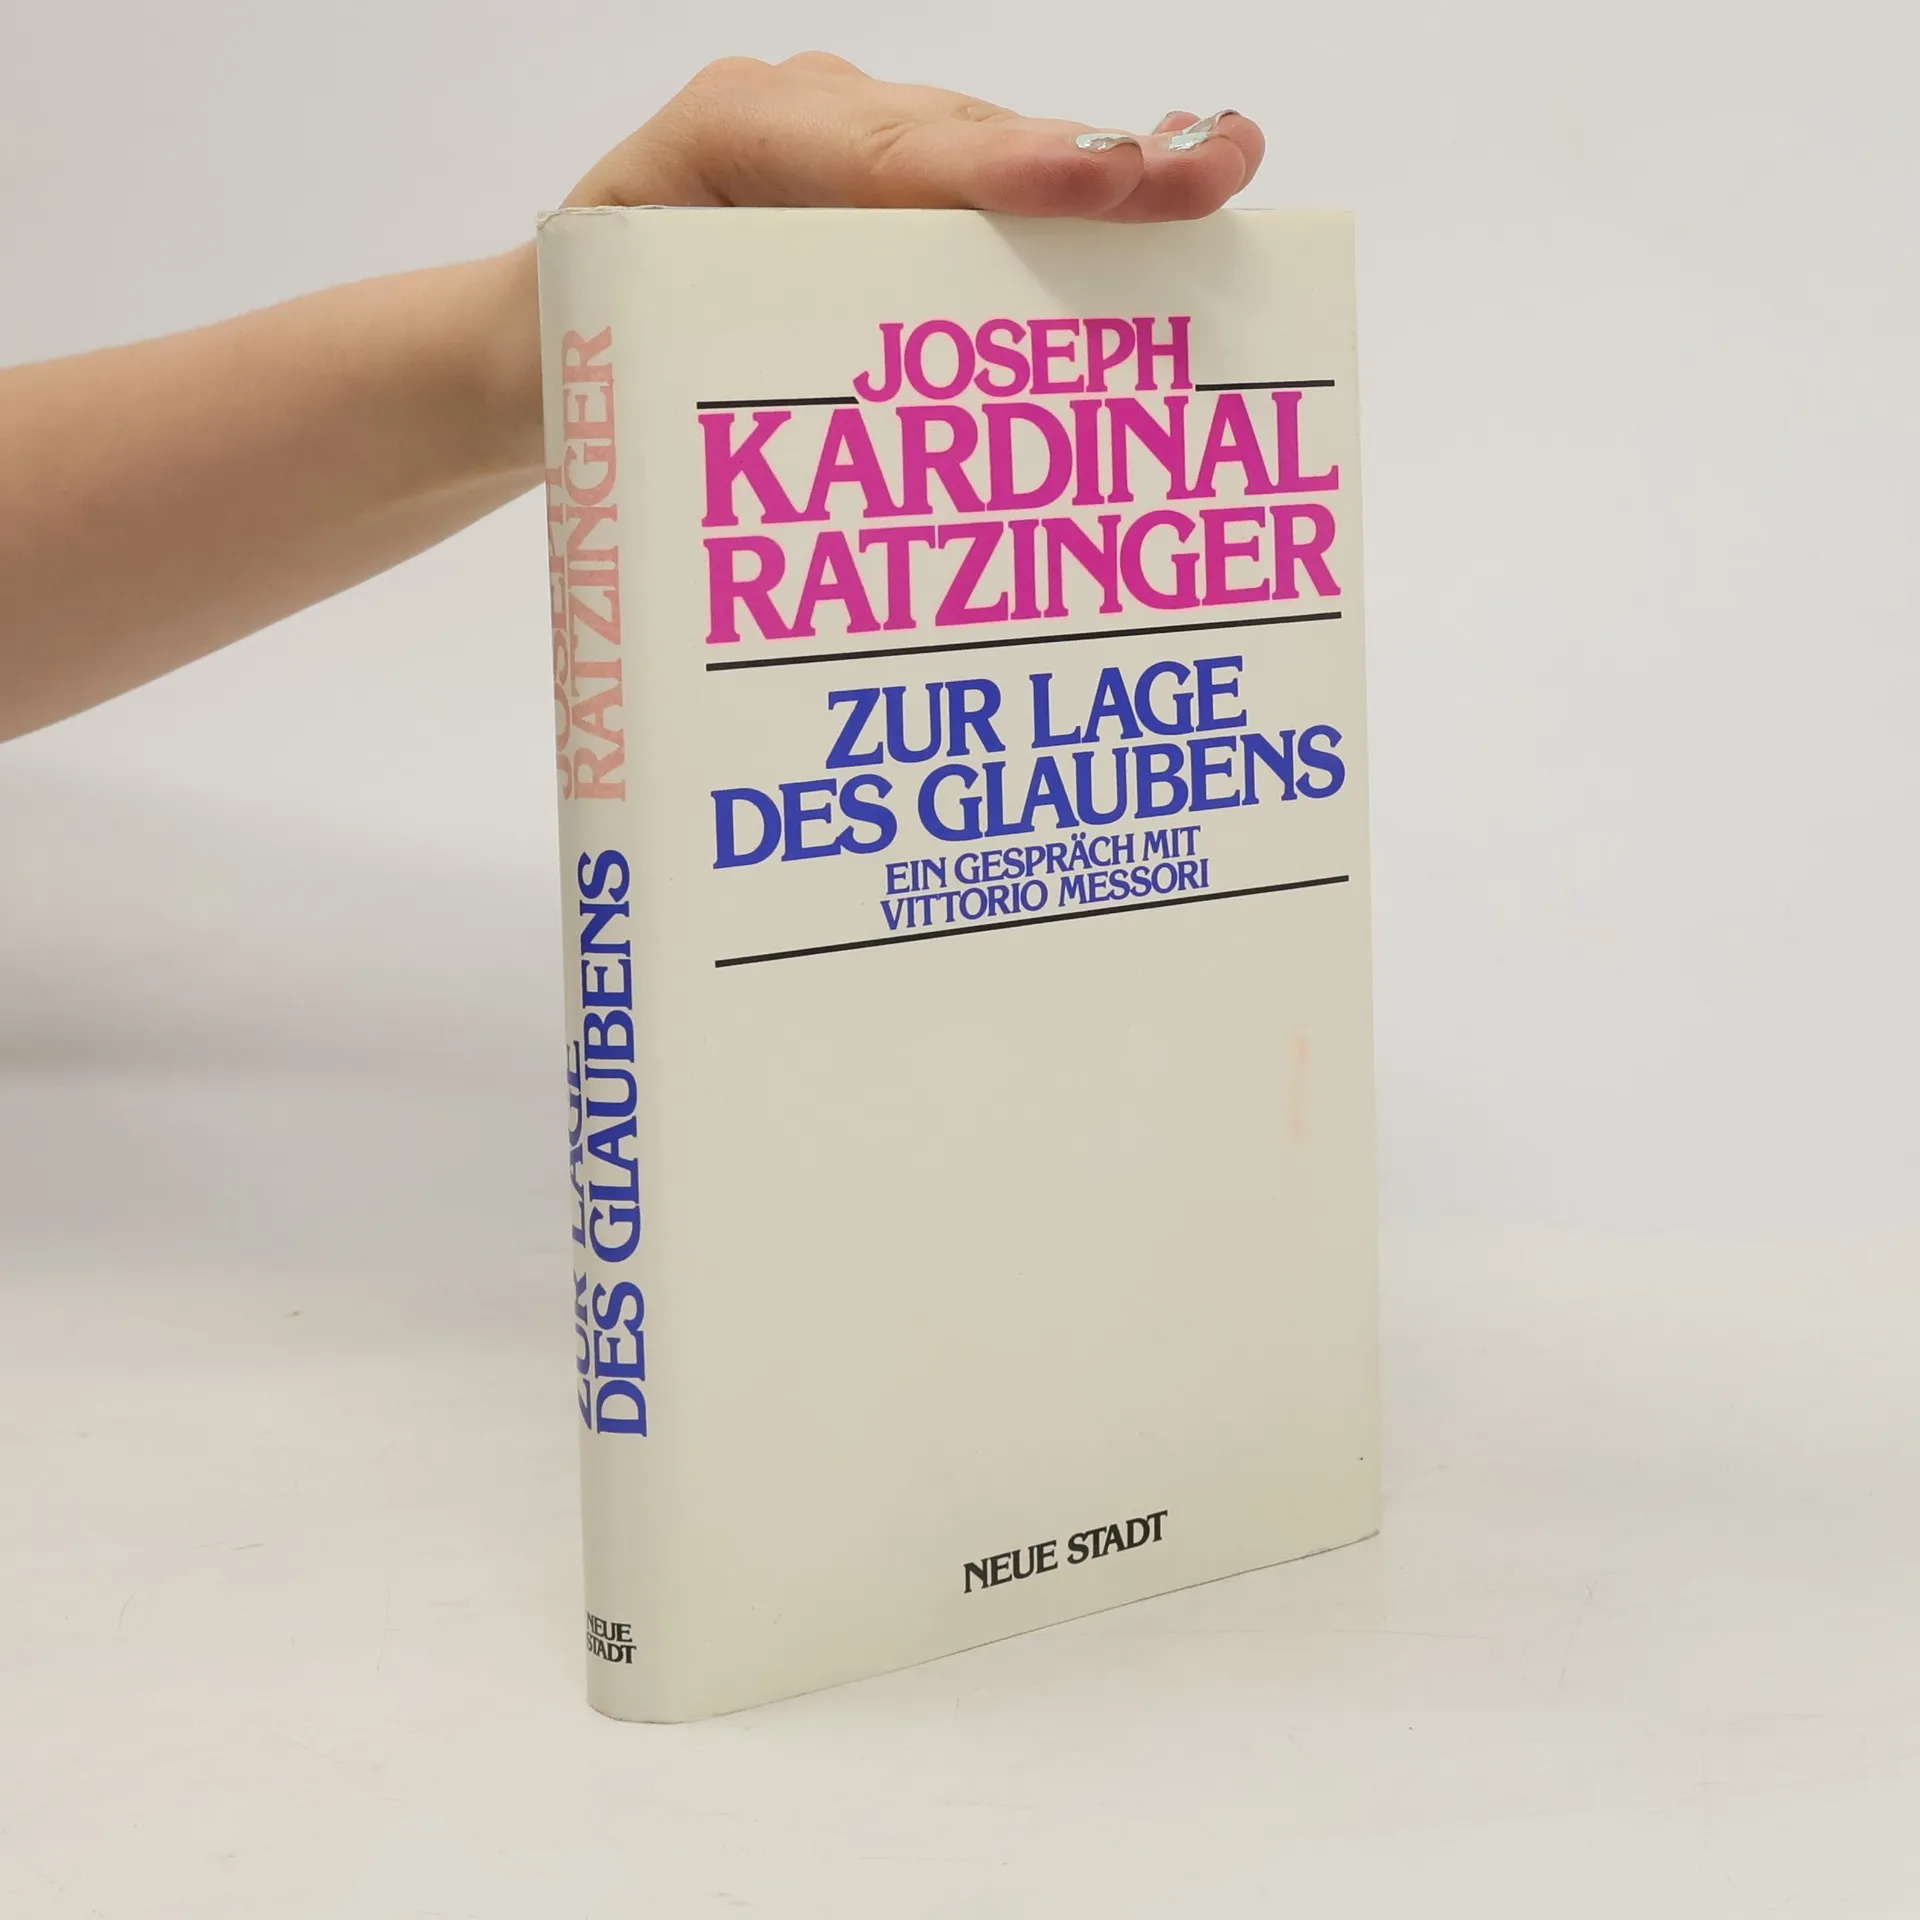 JOSEPH
KARDINAL
RATZINGER
ZUR LAGE
DES GLAUBENS
EIN GESPRÄCH MIT
VITTORIO MESSORI
NEUE STADT
JOSEPH
RATZINGER
ZUR LAGE
DES GLAUBENS
NEUE
STADT